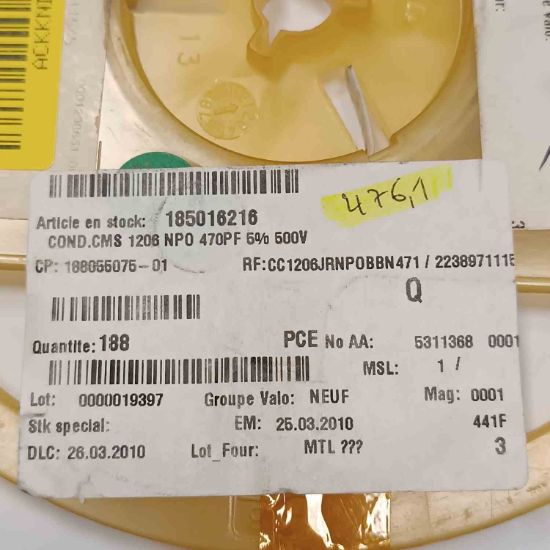 ACKKN
13
Article en stock: 185016216
476,1
COND.CMS 1206 NPO 470PF 5% 500V
CP: 188055075-01 RF:CC1206JRNPOBBN471 / 2238971115
Q
Quantite: 188 PCE No AA: 5311368 0001
MSL: 1 /
Lot: 0000019397 Groupe Valo: NEUF Mag: 0001
Stk special: EM: 25.03.2010 441F
DLC: 26.03.2010 Lot_Four: MTL ??? 3